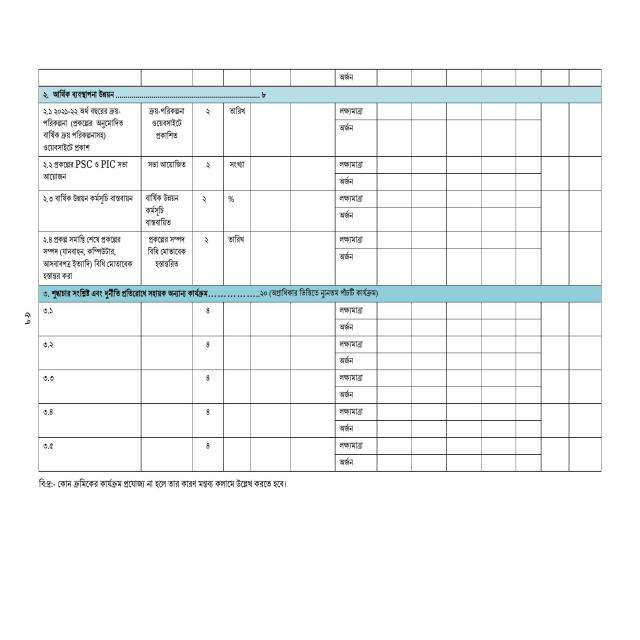 অর্জন
২. আর্থিক ব্যবস্থাপনা উন্নয়ন ........................................................................ ৮
২.১ ২০২১-২২ অর্থ বছরের ক্রয়- ক্রয়-পরিকল্পনা ২ তারিখ লক্ষ্যমাত্রা
পরিকল্পনা (প্রকল্পের অনুমোদিত ওয়েবসাইটে অর্জন
বার্ষিক ক্রয় পরিকল্পনাসহ) প্রকাশিত
ওয়েবসাইটে প্রকাশ
২.২ প্রকল্পের PSC ও PIC সভা সভা আয়োজিত ২ সংখ্যা লক্ষ্যমাত্রা
আয়োজন অর্জন
২.৩ বার্ষিক উন্নয়ন কর্মসূচি বাস্তবায়ন বার্ষিক উন্নয়ন ২ % লক্ষ্যমাত্রা
কর্মসূচি অর্জন
বাস্তবায়িত
২.৪ প্রকল্প সমাপ্তি শেষে প্রকল্পের প্রকল্পের সম্পদ ২ তারিখ লক্ষ্যমাত্রা
সম্পদ (যানবাহন, কম্পিউটার, বিধি মোতাবেক অর্জন
আসবাবপত্র ইত্যাদি) বিধি মোতাবেক হস্তান্তরিত
হস্তান্তর করা
৩. শুদ্ধাচার সংশ্লিষ্ট এবং দুর্নীতি প্রতিরোধে সহায়ক অন্যান্য কার্যক্রম……………..২০ (অগ্রাধিকার ভিত্তিতে ন্যূনতম পাঁচটি কার্যক্রম)
৩.১ ৪ লক্ষ্যমাত্রা
অর্জন
৩.২ ৪ লক্ষ্যমাত্রা
অর্জন
৩.৩ ৪ লক্ষ্যমাত্রা
অর্জন
৩.৪ ৪ লক্ষ্যমাত্রা
অর্জন
৩.৫ ৪ লক্ষ্যমাত্রা
অর্জন
বি:দ্র:- কোন ক্রমিকের কার্যক্রম প্রযোজ্য না হলে তার কারণ মন্তব্য কলামে উল্লেখ করতে হবে।